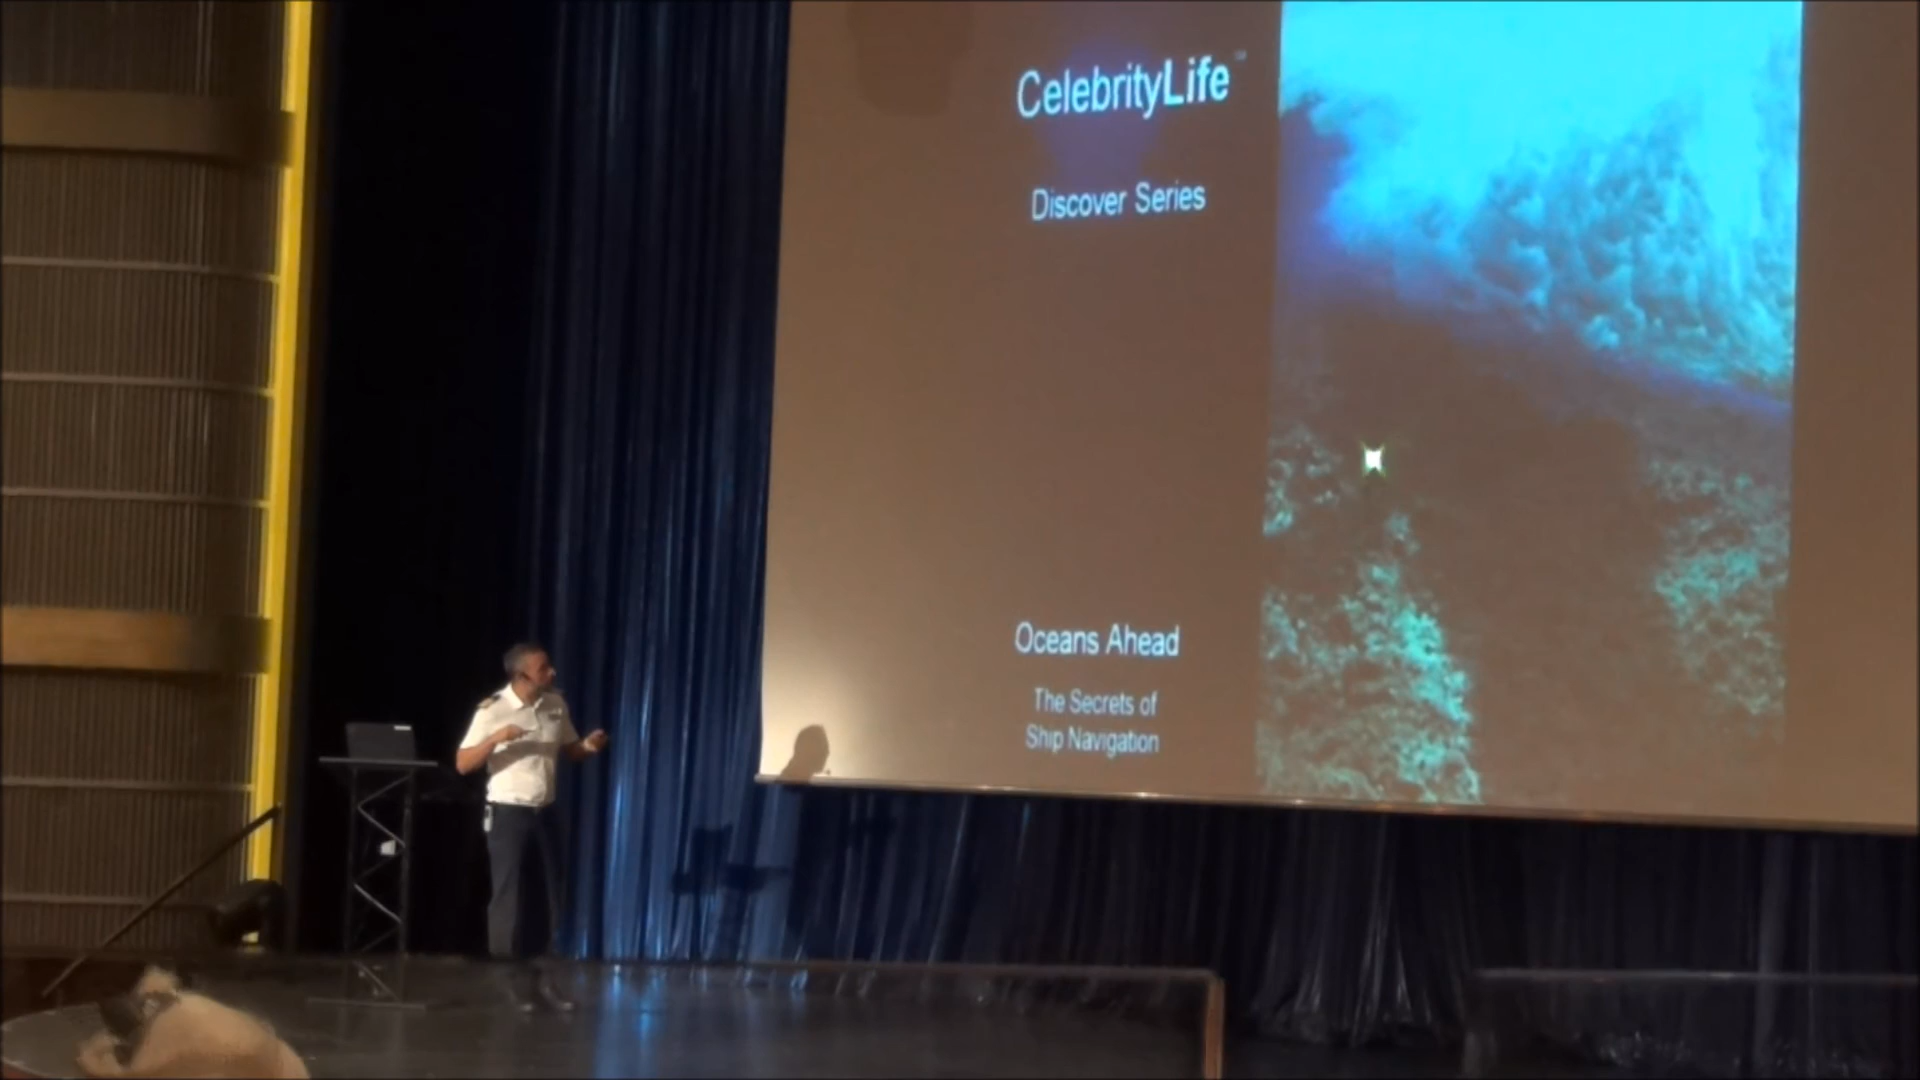 CelebrityLife
Discover Series
Oceans Ahead
The Secrets of
Ship Navigation